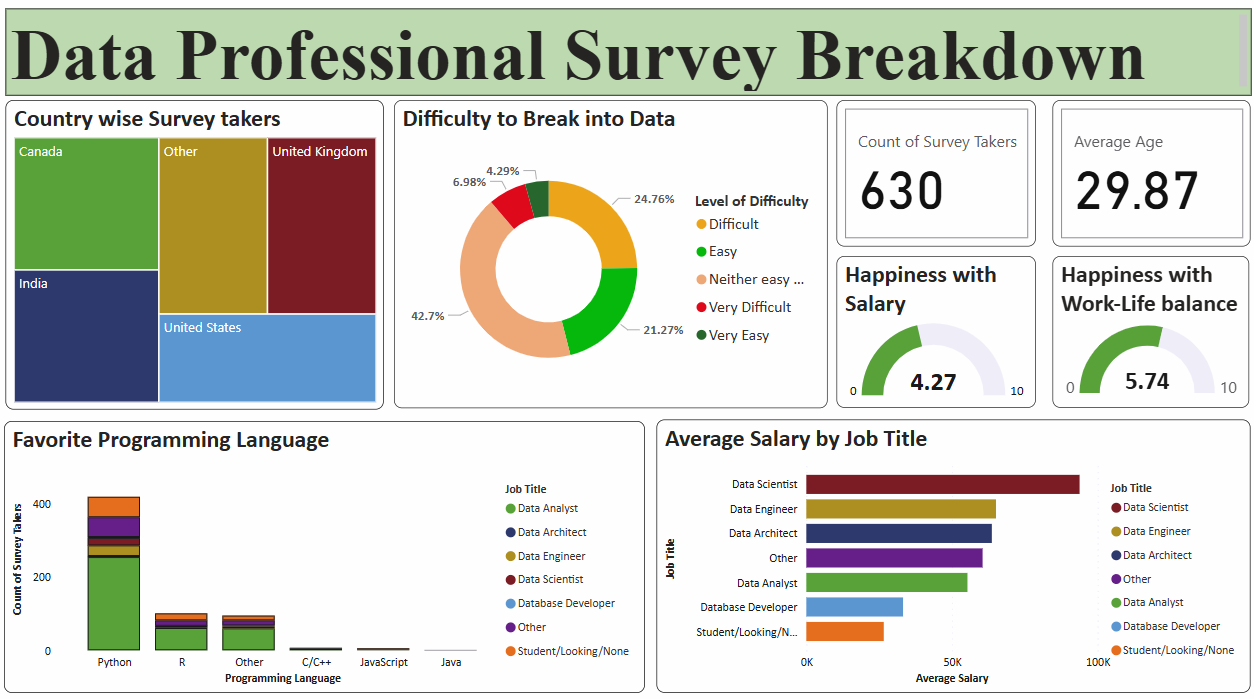 Data Professional Survey Breakdown
Country wise Survey takers
Canada
Other
United Kingdom
India
United States
Difficulty to Break into Data
4.29%
6.98%
24.76%
42.7%
21.27%
Level of Difficulty
Difficult
Easy
Neither easy ...
Very Difficult
Very Easy
Count of Survey Takers
630
Average Age
29.87
Happiness with
Salary
0
4.27
10
Happiness with
Work-Life balance
0
5.74
10
Favorite Programming Language
Count of Survey Takers
400
200
0
Python
R
Other
C/C++
JavaScript
Java
Programming Language
Job Title
Data Analyst
Data Architect
Data Engineer
Data Scientist
Database Developer
Other
Student/Looking/None
Average Salary by Job Title
Job Title
Data Scientist
Data Engineer
Data Architect
Other
Data Analyst
Database Developer
Student/Looking/N...
0K
50K
100K
Average Salary
Job Title
Data Scientist
Data Engineer
Data Architect
Other
Data Analyst
Database Developer
Student/Looking/None